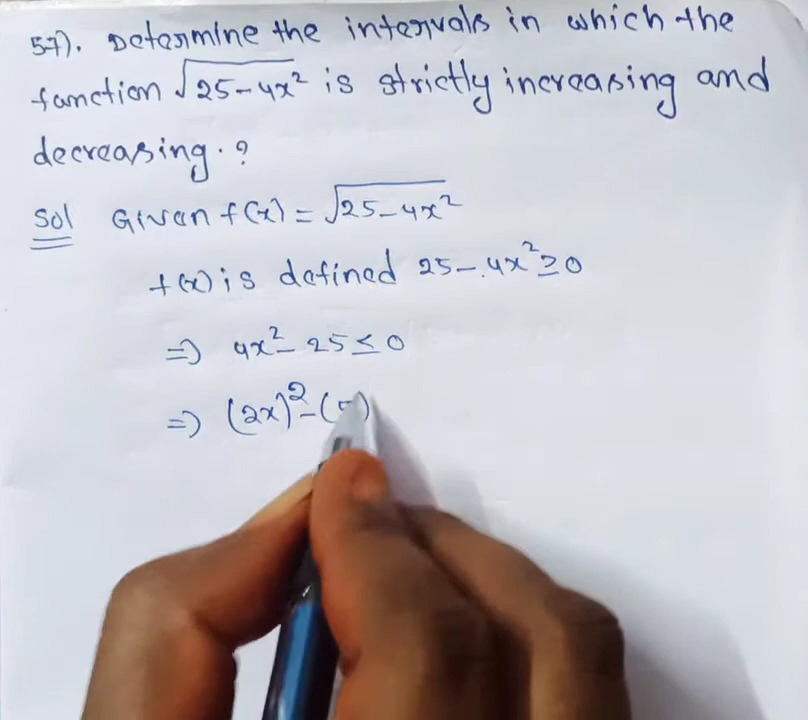 57). Determine the intervals in which the
function √25-4x² is strictly increasing and
decreasing.?
Sol Given f(x) = √25-4x²
f(x) is defined 25-4x² ≥ 0
=> 4x² - 25 ≤ 0
=> (2x)² - (5)